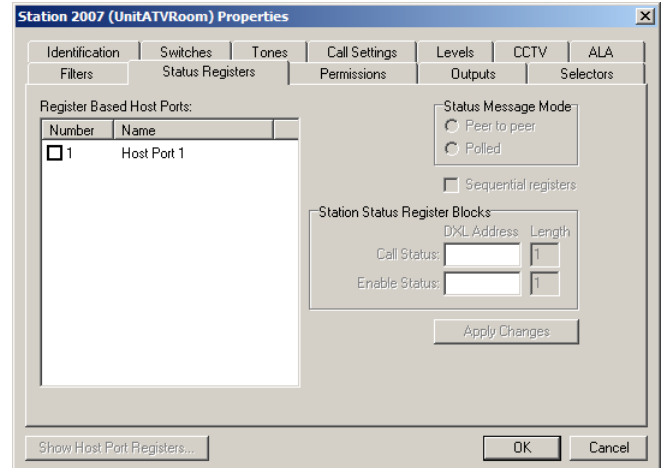 Station 2007 (UnitATVRoom) Properties
Identification Switches Tones Call Settings Levels CCTV ALA
Filters Status Registers Permissions Outputs Selectors
Register Based Host Ports:
Number Name
1 Host Port 1
Status Message Mode
Peer to peer
Polled
Sequential registers
Station Status Register Blocks
DXL Address Length
Call Status: 1
Enable Status: 1
Apply Changes
Show Host Port Registers... OK Cancel